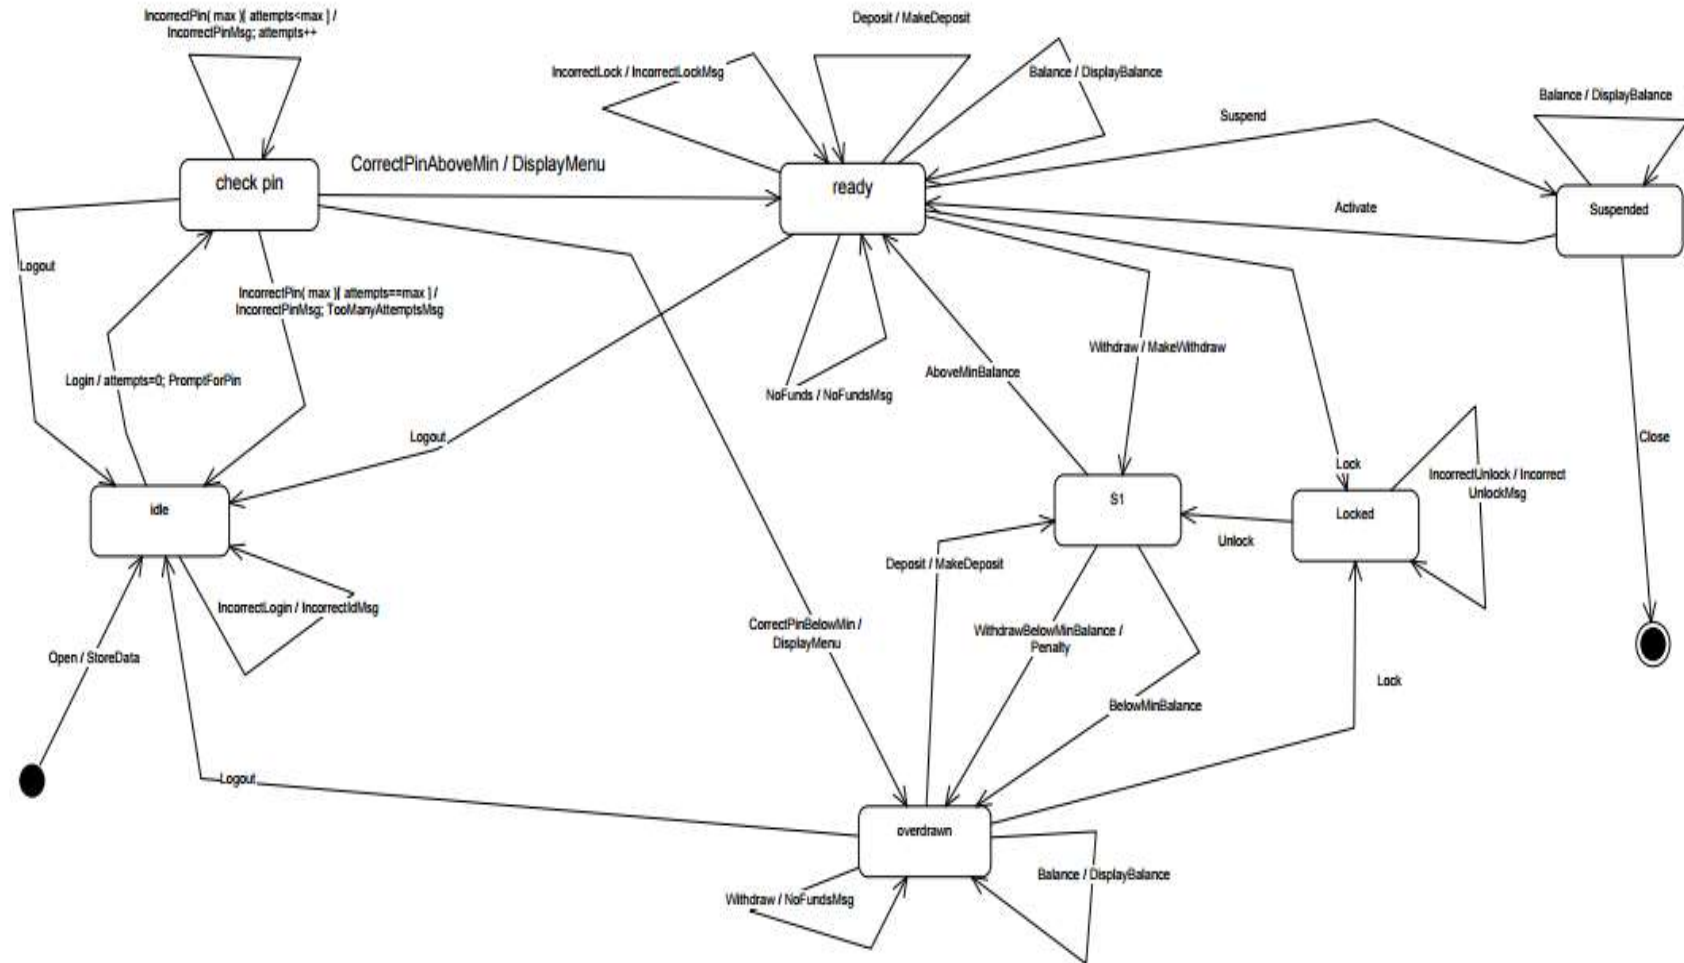 IncorrectPin( max )[ attempts<max ] /
IncorrectPinMsg; attempts++
Deposit / MakeDeposit
IncorrectLock / IncorrectLockMsg
Balance / DisplayBalance
Balance / DisplayBalance
Suspend
CorrectPinAboveMin / DisplayMenu
check pin
ready
Suspended
Activate
Logout
IncorrectPin( max )[ attempts==max ] /
IncorrectPinMsg; TooManyAttemptsMsg
Withdraw / MakeWithdraw
AboveMinBalance
Login / attempts=0; PromptForPin
NoFunds / NoFundsMsg
Logout
Close
Lock
IncorrectUnlock / Incorrect
UnlockMsg
S1
idle
Locked
Unlock
Deposit / MakeDeposit
IncorrectLogin / IncorrectIdMsg
CorrectPinBelowMin /
DisplayMenu
WithdrawBelowMinBalance /
Penalty
Open / StoreData
Lock
BelowMinBalance
Logout
overdrawn
Balance / DisplayBalance
Withdraw / NoFundsMsg